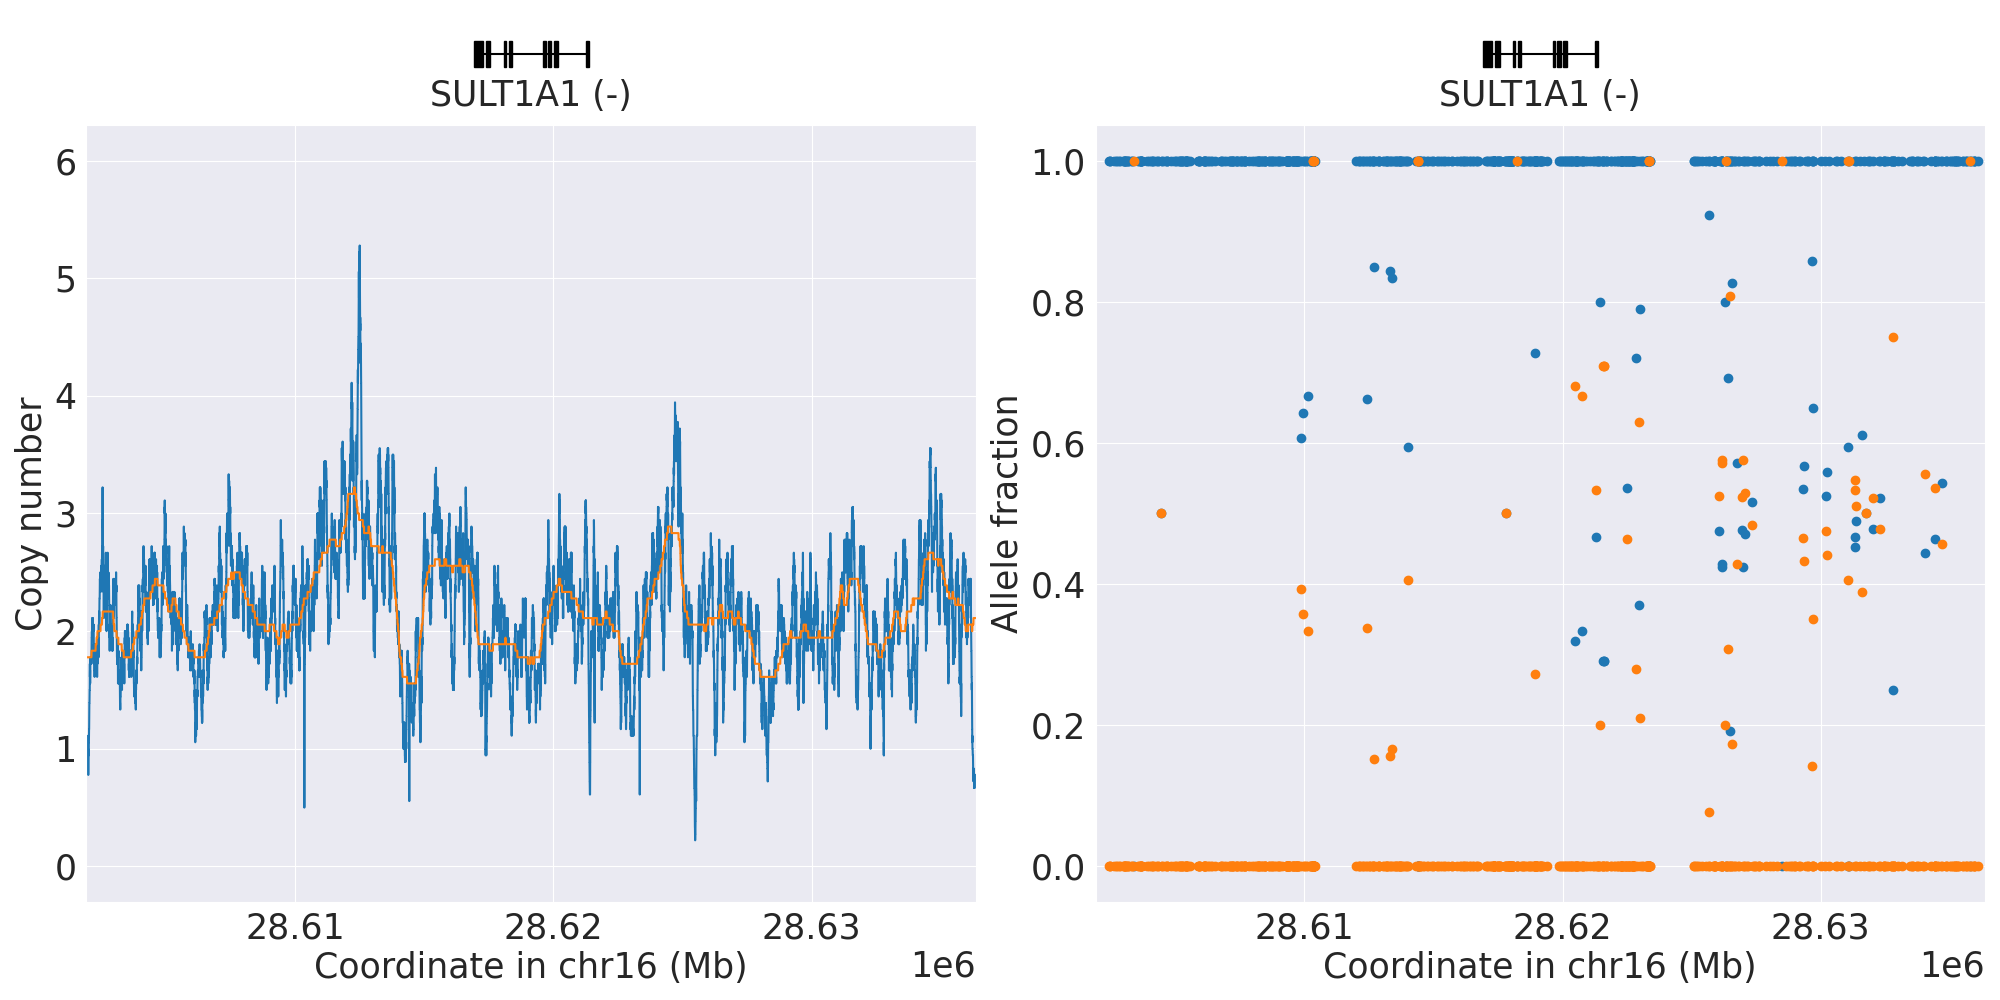 SULT1A1 (-)
6
5
4
3
2
1
0
Copy number
28.61
28.62
28.63
Coordinate in chr16 (Mb)
1e6
SULT1A1 (-)
1.0
0.8
0.6
0.4
0.2
0.0
Allele fraction
28.61
28.62
28.63
Coordinate in chr16 (Mb)
1e6